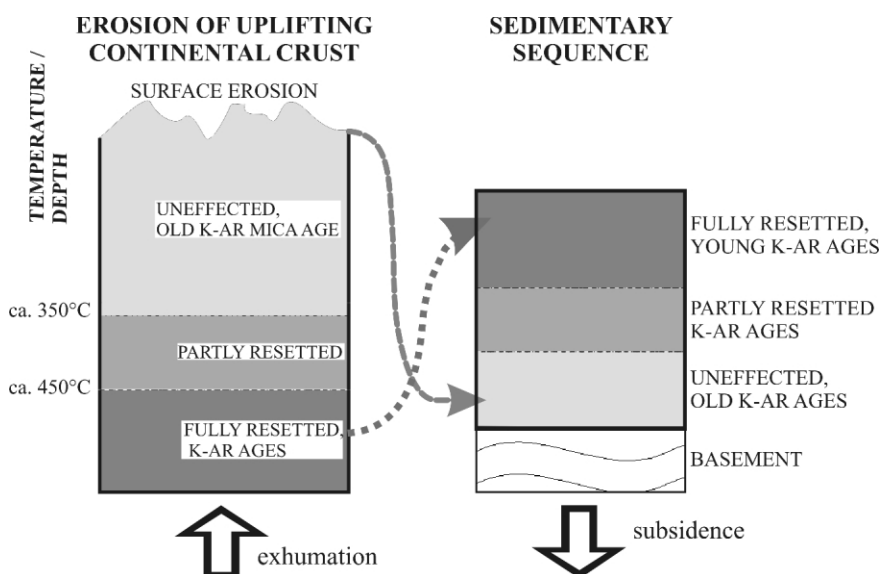 EROSION OF UPLIFTING
CONTINENTAL CRUST
SURFACE EROSION
TEMPERATURE /
DEPTH
UNEFFECTED,
OLD K-AR MICA AGE
ca. 350°C
PARTLY RESETTED
ca. 450°C
FULLY RESETTED,
K-AR AGES
exhumation
SEDIMENTARY
SEQUENCE
FULLY RESETTED,
YOUNG K-AR AGES
PARTLY RESETTED
K-AR AGES
UNEFFECTED,
OLD K-AR AGES
BASEMENT
subsidence